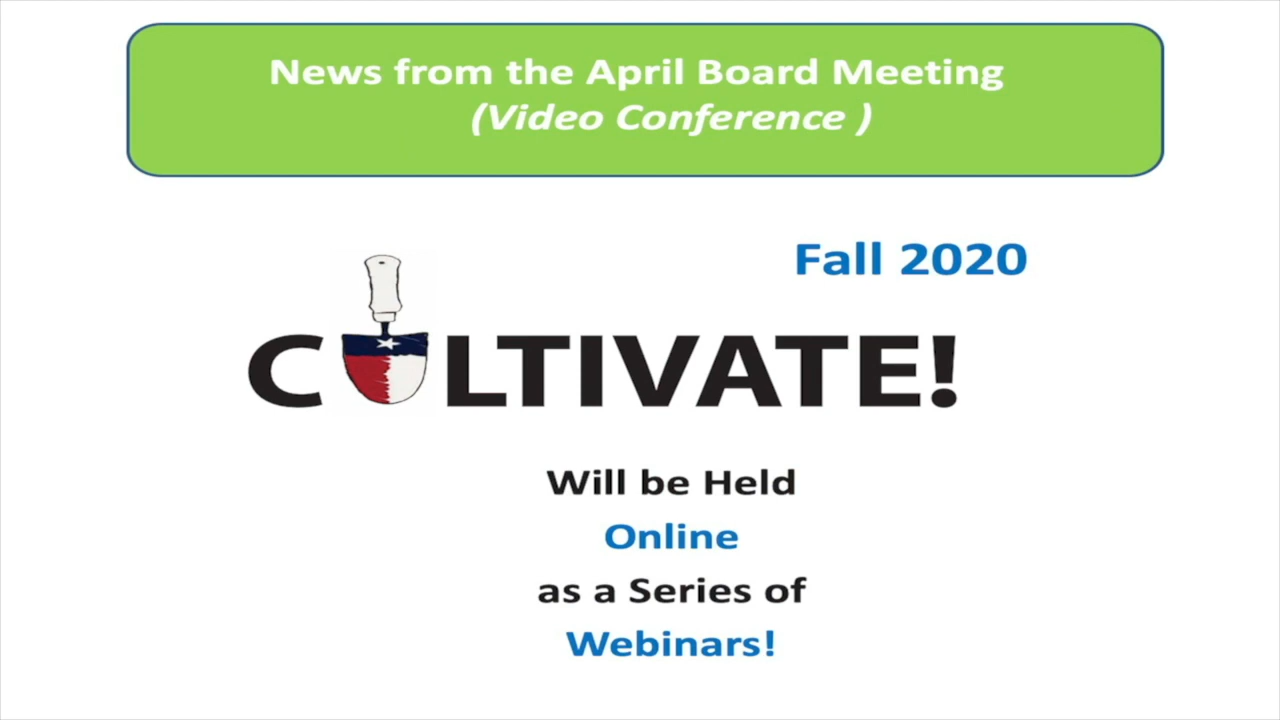 News from the April Board Meeting
(Video Conference )
Fall 2020
CULTIVATE!
Will be Held
Online
as a Series of
Webinars!